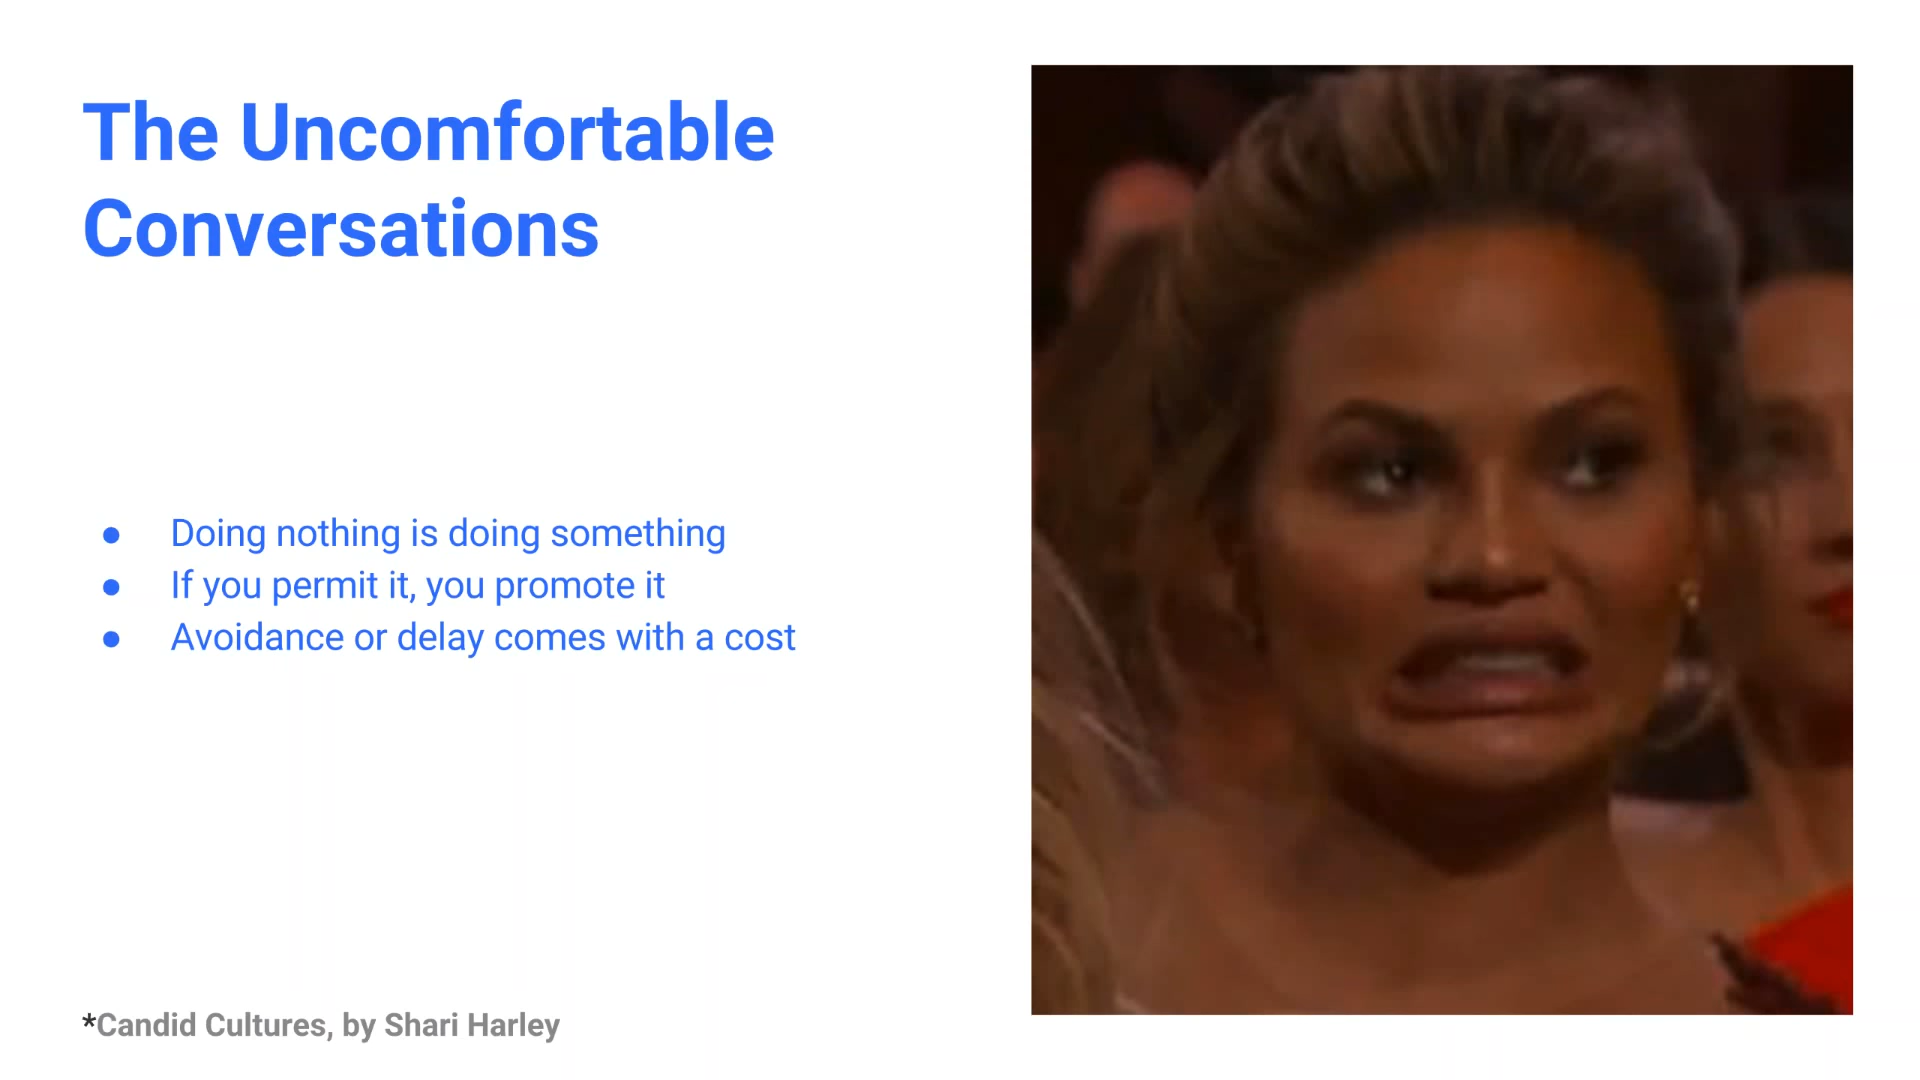 The Uncomfortable
Conversations
● Doing nothing is doing something
● If you permit it, you promote it
● Avoidance or delay comes with a cost
*Candid Cultures, by Shari Harley